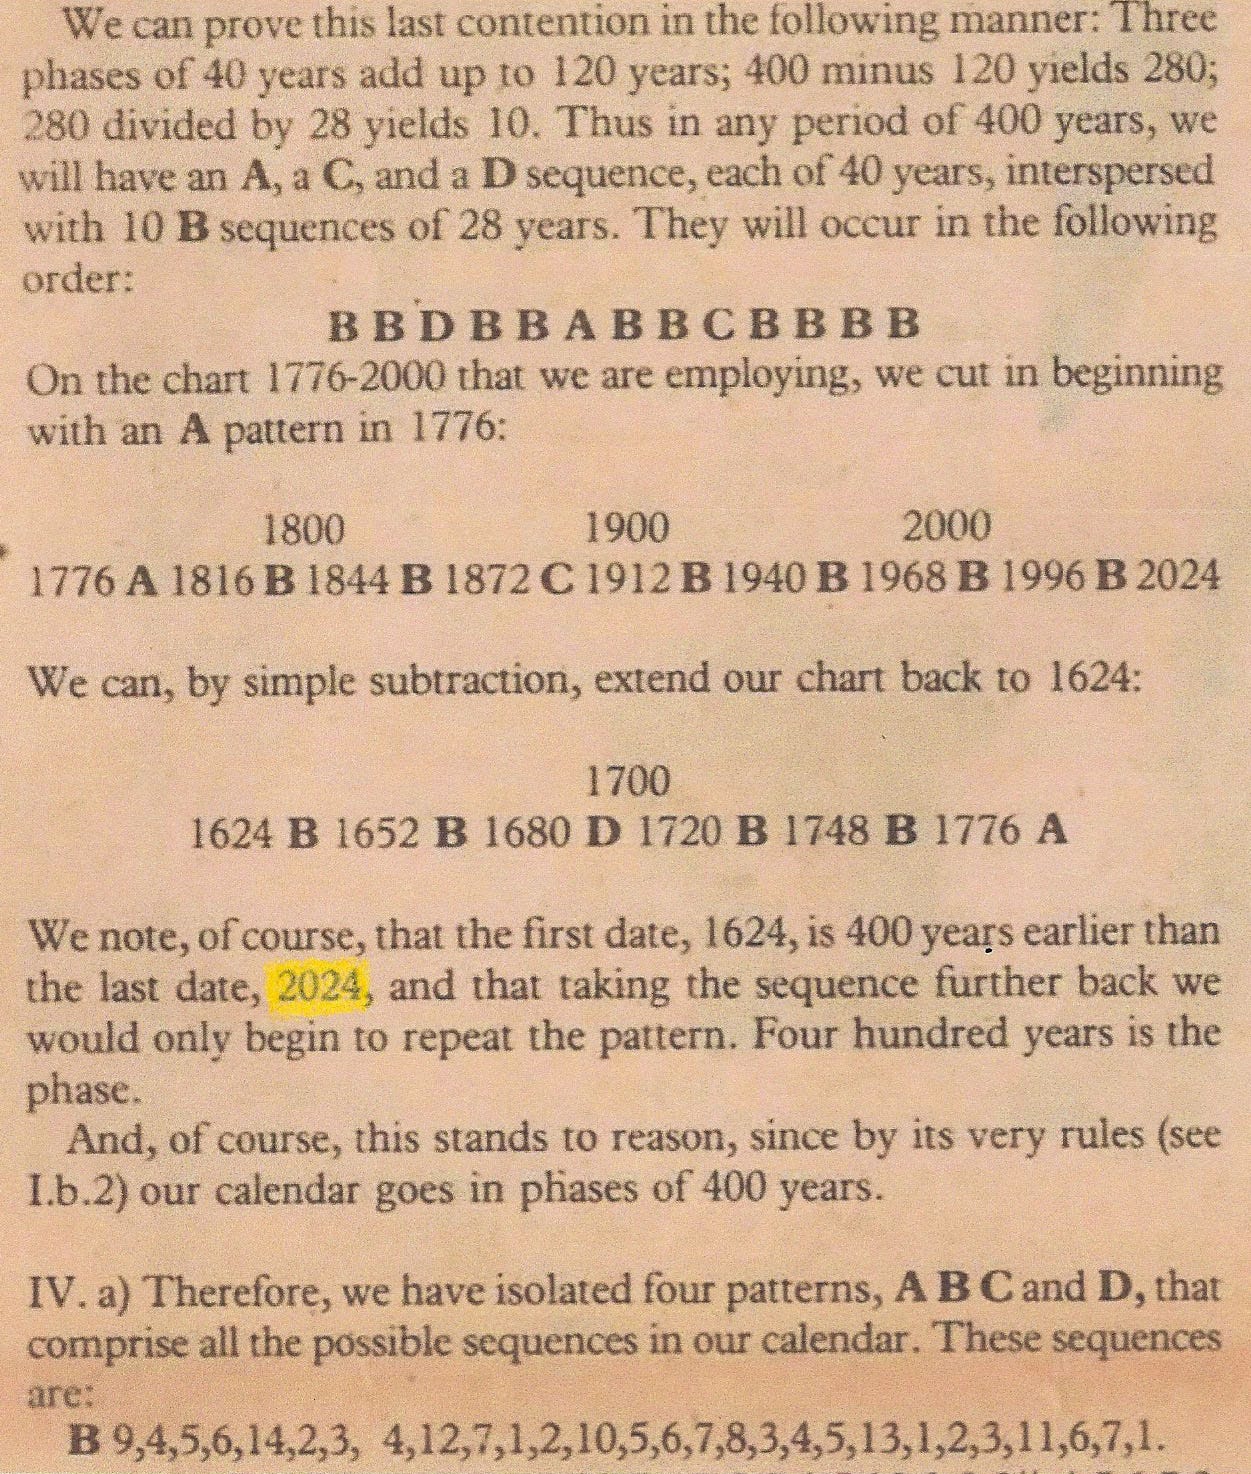 We can prove this last contention in the following manner: Three
phases of 40 years add up to 120 years; 400 minus 120 yields 280;
280 divided by 28 yields 10. Thus in any period of 400 years, we
will have an A, a C, and a D sequence, each of 40 years, interspersed
with 10 B sequences of 28 years. They will occur in the following
order:
B B D B B A B B C B B B B
On the chart 1776-2000 that we are employing, we cut in beginning
with an A pattern in 1776:
1800 1900 2000
1776 A 1816 B 1844 B 1872 C 1912 B 1940 B 1968 B 1996 B 2024
We can, by simple subtraction, extend our chart back to 1624:
1700
1624 B 1652 B 1680 D 1720 B 1748 B 1776 A
We note, of course, that the first date, 1624, is 400 years earlier than
the last date, 2024, and that taking the sequence further back we
would only begin to repeat the pattern. Four hundred years is the
phase.
And, of course, this stands to reason, since by its very rules (see
I.b.2) our calendar goes in phases of 400 years.
IV. a) Therefore, we have isolated four patterns, A B C and D, that
comprise all the possible sequences in our calendar. These sequences
are:
B 9,4,5,6,14,2,3, 4,12,7,1,2,10,5,6,7,8,3,4,5,13,1,2,3,11,6,7,1.